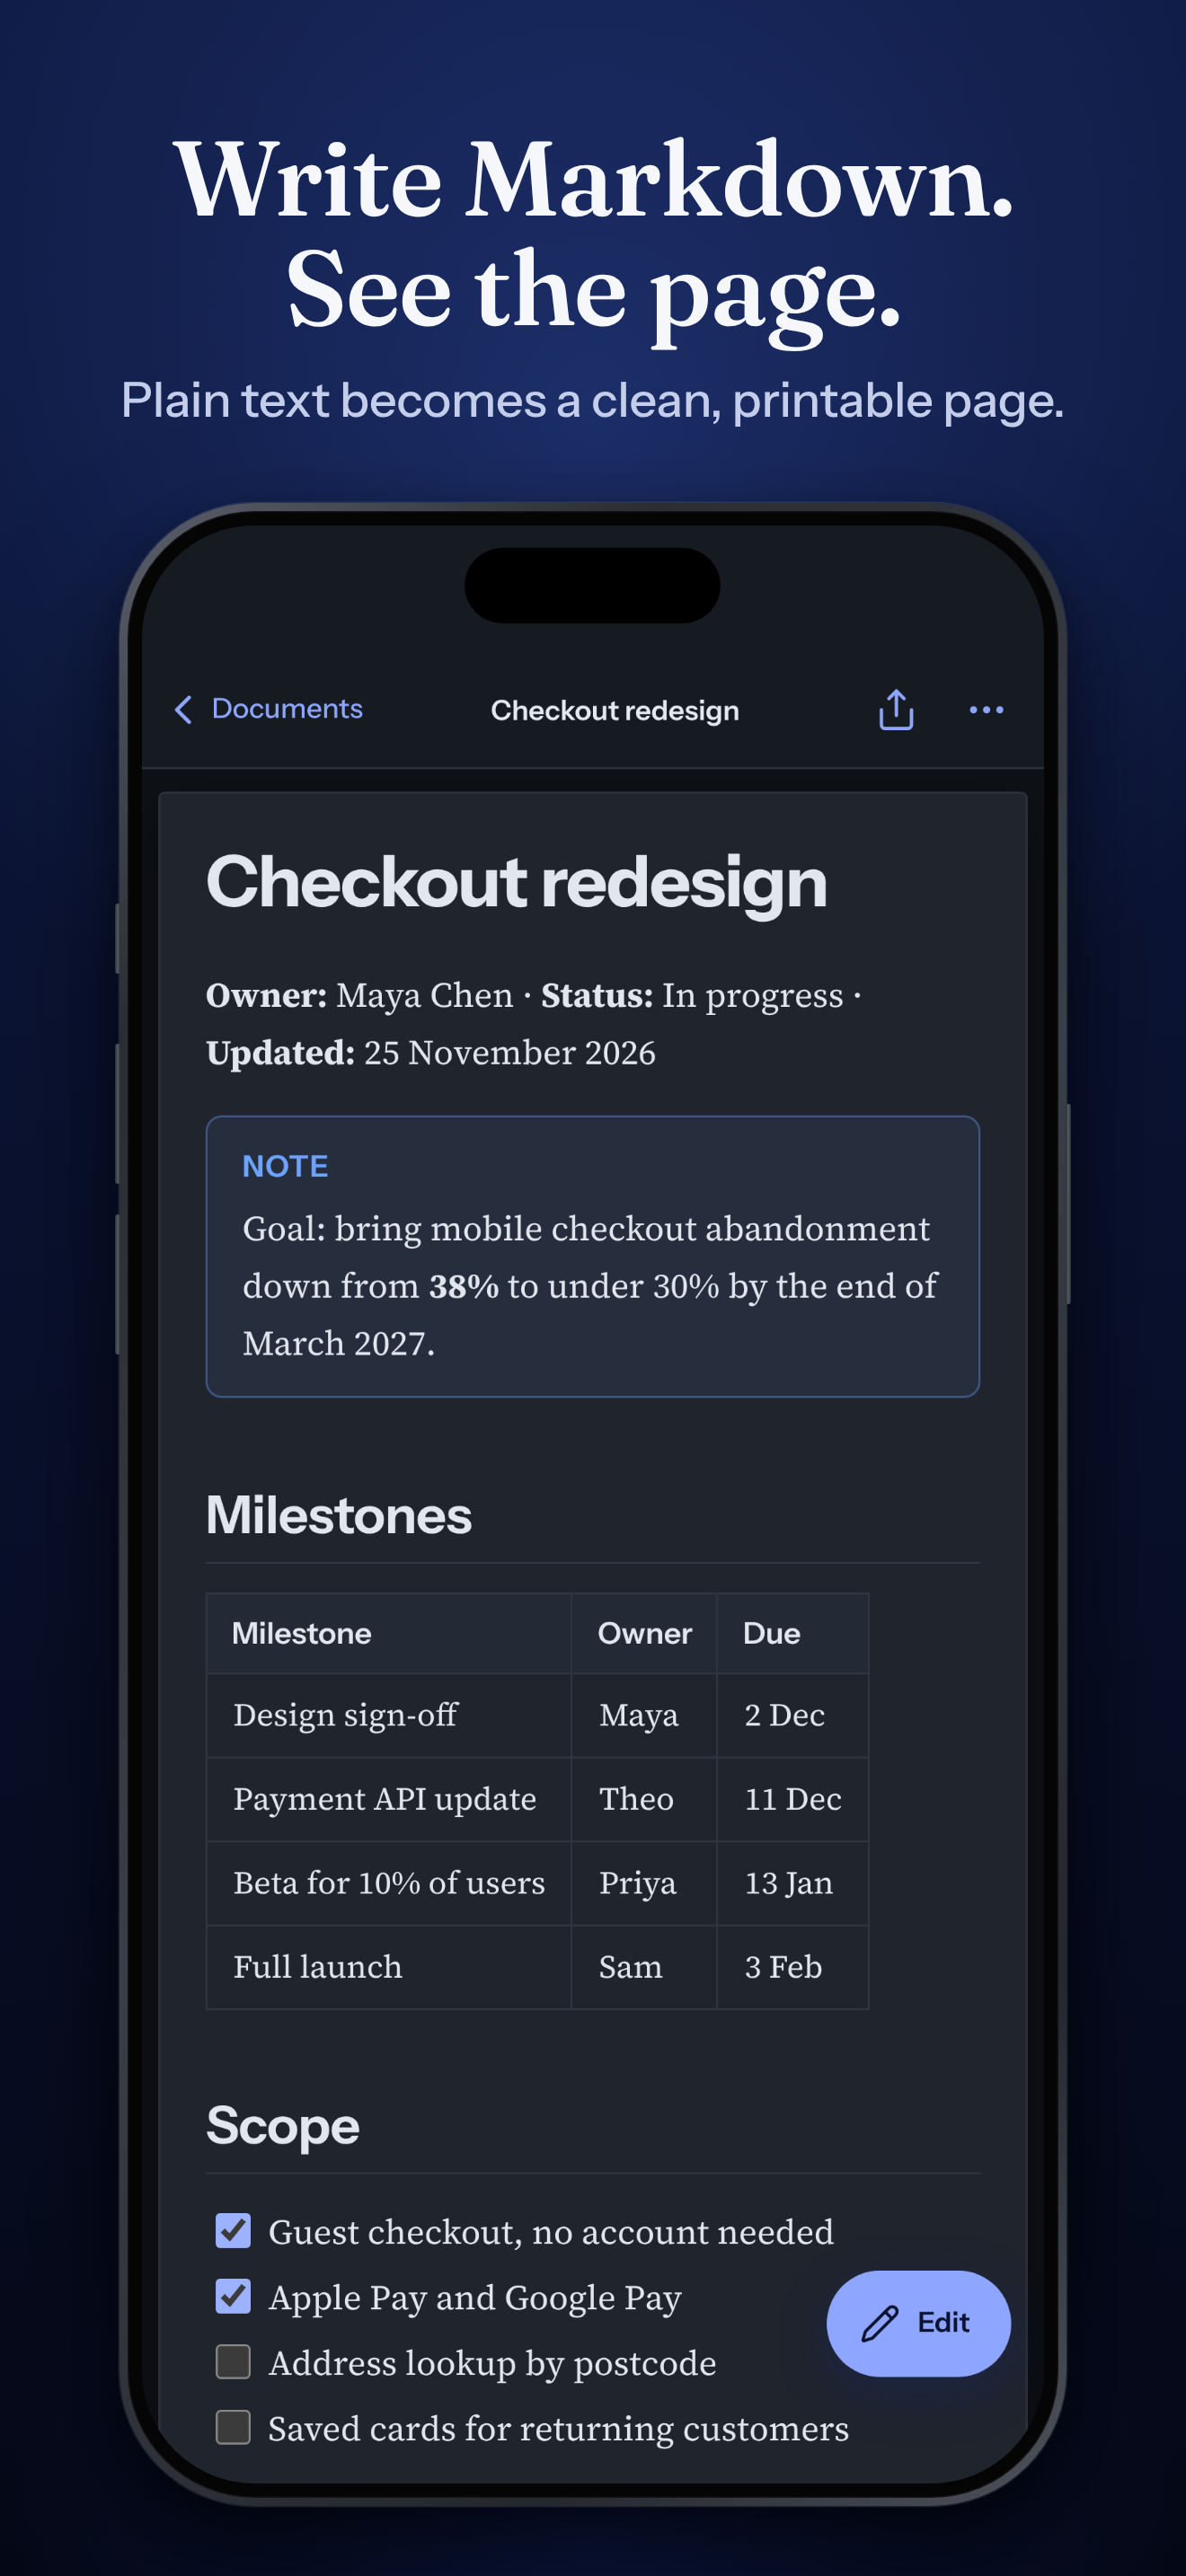 Write Markdown.
See the page.
Plain text becomes a clean, printable page.
Documents
Checkout redesign
Checkout redesign
Owner: Maya Chen · Status: In progress ·
Updated: 25 November 2026
NOTE
Goal: bring mobile checkout abandonment
down from 38% to under 30% by the end of
March 2027.
Milestones
Milestone Owner Due
Design sign-off Maya 2 Dec
Payment API update Theo 11 Dec
Beta for 10% of users Priya 13 Jan
Full launch Sam 3 Feb
Scope
Guest checkout, no account needed
Apple Pay and Google Pay
Edit
Address lookup by postcode
Saved cards for returning customers